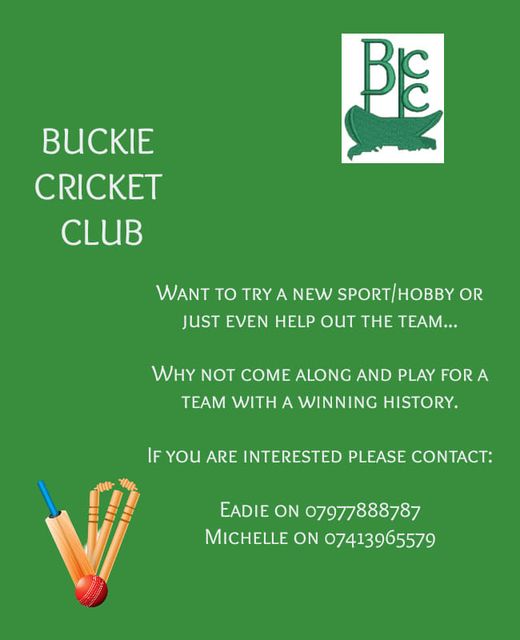 BCC
BUCKIE
CRICKET
CLUB
Want to try a new sport/hobby or
just even help out the team...
Why not come along and play for a
team with a winning history.
If you are interested please contact:
Eadie on 07977888787
Michelle on 07413965579